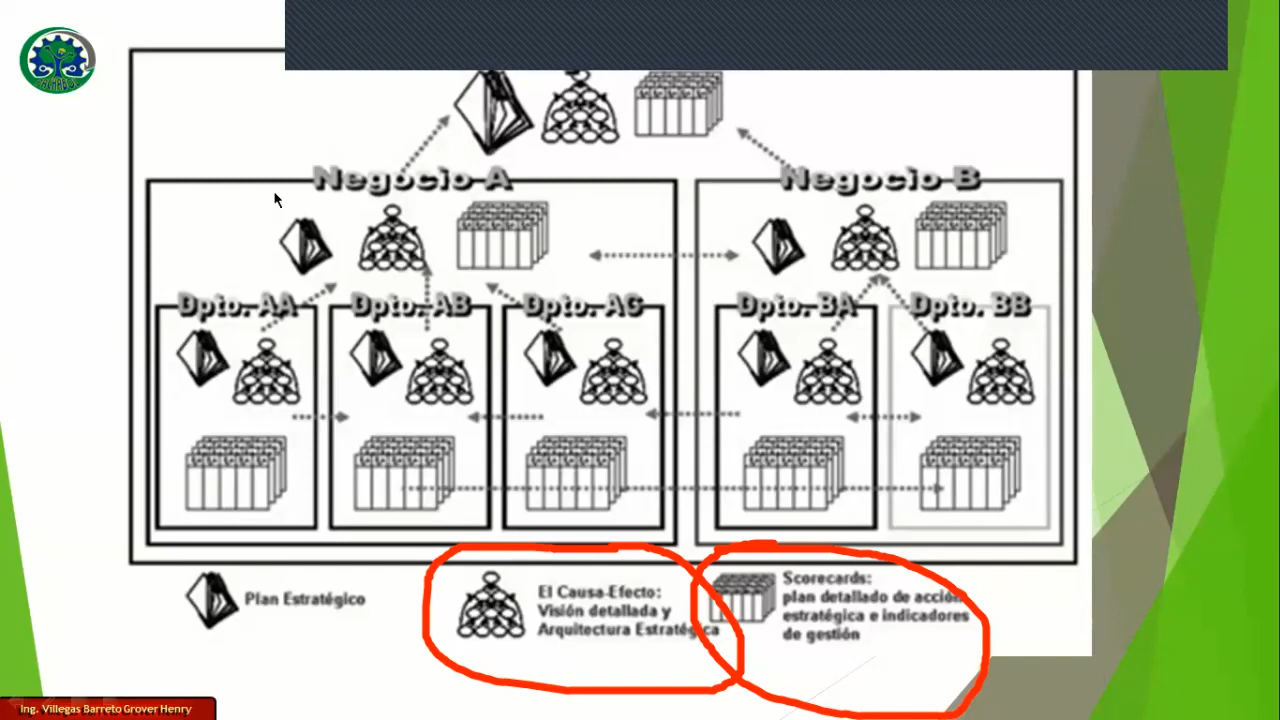 Negocio A
Negocio B
Dpto. AA
Dpto. AB
Dpto. AG
Dpto. BA
Dpto. BB
Plan Estratégico
El Causa-Efecto:
Visión detallada y
Arquitectura Estratégica
Scorecards:
plan detallado de acción
estratégica e indicadores
de gestión
Ing. Villegas Barreto Grover Henry